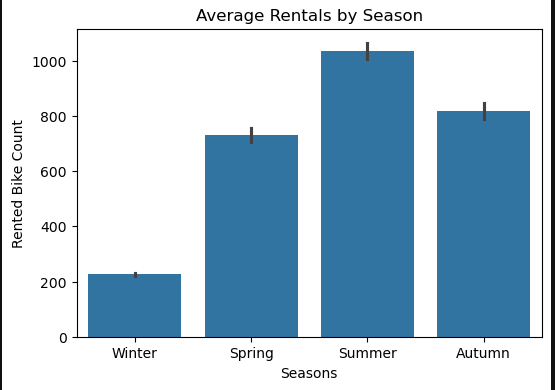 Average Rentals by Season
Rented Bike Count
1000
800
600
400
200
0
Winter Spring Summer Autumn
Seasons